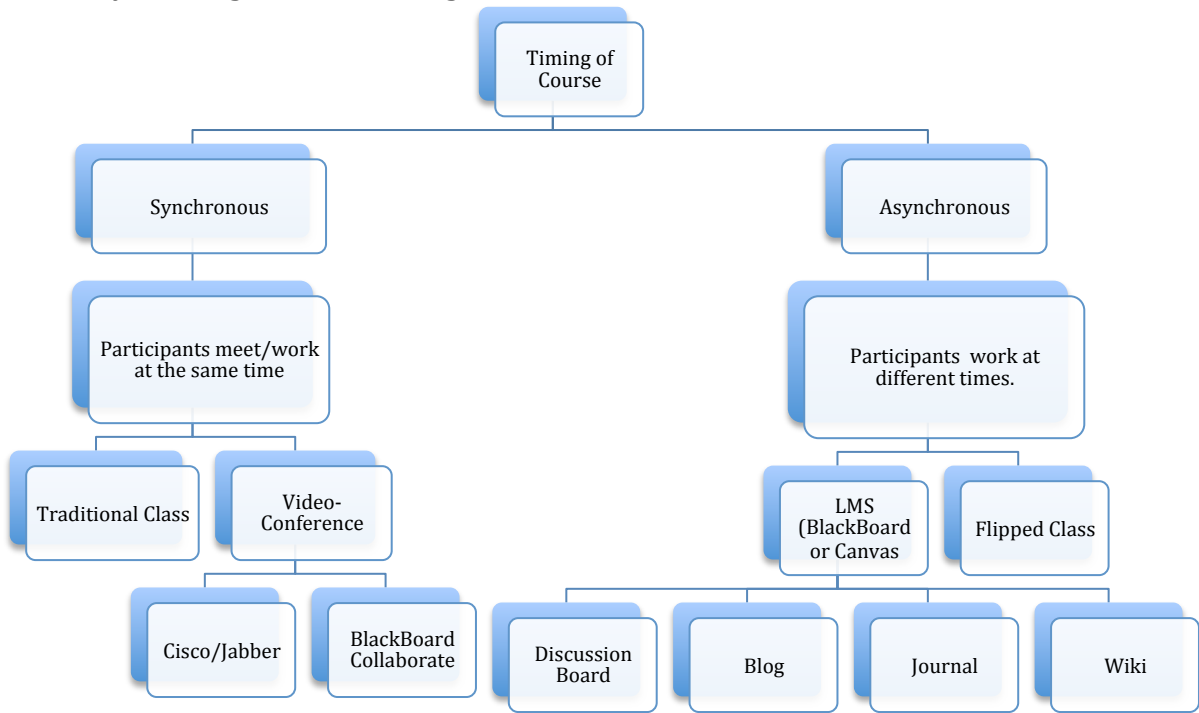 Timing of
Course
Synchronous
Asynchronous
Participants meet/work
at the same time
Participants  work at
different times.
Traditional Class
Video-
Conference
LMS
(BlackBoard
or Canvas
Flipped Class
Cisco/Jabber
BlackBoard
Collaborate
Discussion
Board
Blog
Journal
Wiki